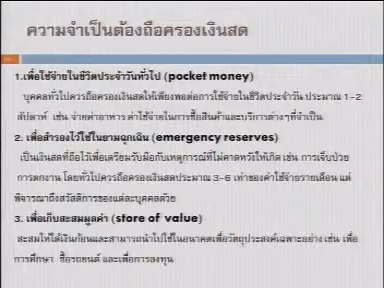 ความจำเป็นต้องถือครองเงินสด
1.เพื่อใช้จ่ายในชีวิตประจำวันทั่วไป (pocket money)
บุคคลทั่วไปควรถือครองเงินสดให้เพียงพอต่อการใช้จ่ายในชีวิตประจำวัน ประมาณ 1-2
สัปดาห์ เช่น จ่ายค่าอาหาร ค่าใช้จ่ายในการซื้อสินค้าและบริการต่างๆที่จำเป็น
2. เพื่อสำรองไว้ใช้ในยามฉุกเฉิน (emergency reserves)
เป็นเงินสดที่ถือไว้เพื่อเตรียมรับมือกับเหตุการณ์ที่ไม่คาดหวังให้เกิด เช่น การเจ็บป่วย
การตกงาน โดยทั่วไปควรถือครองเงินสดประมาณ 3-6 เท่าของค่าใช้จ่ายรายเดือน แต่
พิจารณาถึงสวัสดิการของแต่ละบุคคลด้วย
3. เพื่อเก็บสะสมมูลค่า (store of value)
สะสมให้ได้เงินก้อนและสามารถนำไปใช้ในอนาคตเพื่อวัตถุประสงค์เฉพาะอย่าง เช่น เพื่อ
การศึกษา ซื้อรถยนต์ และเพื่อการลงทุน